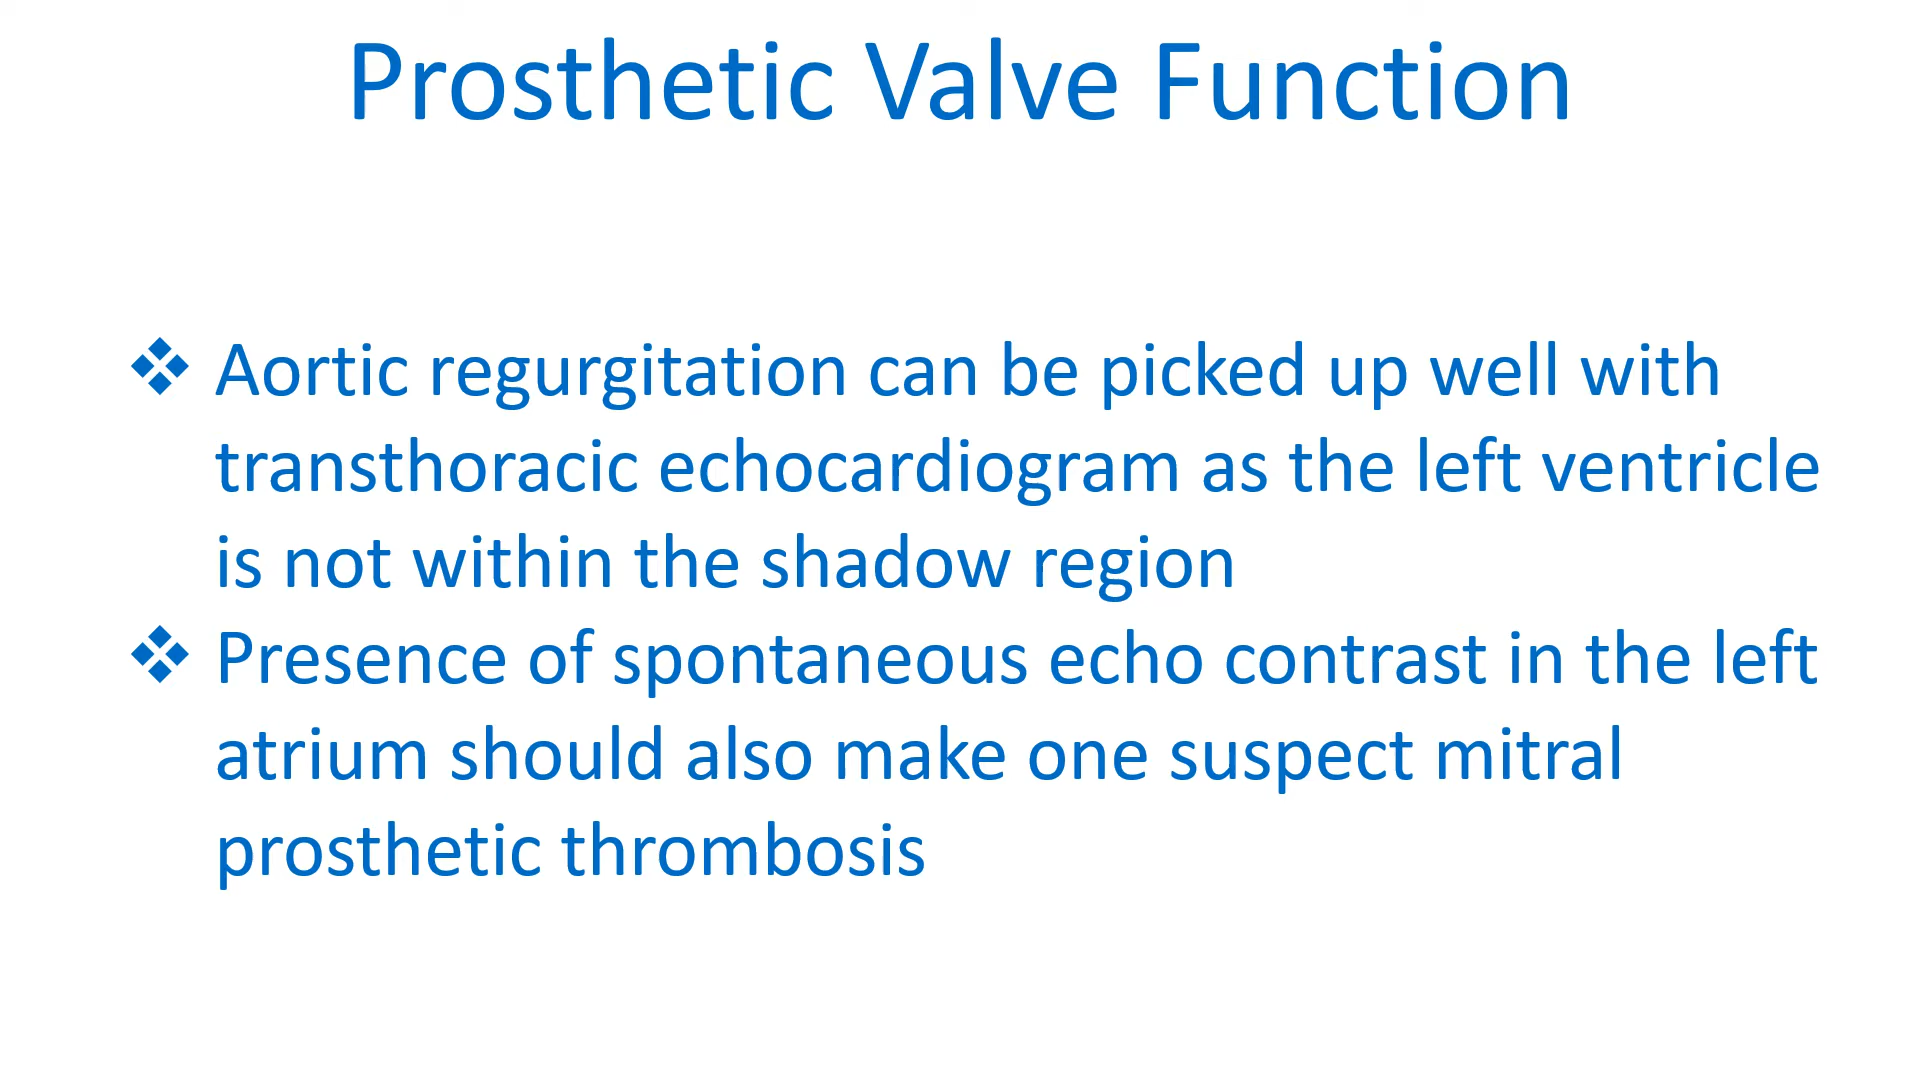 Prosthetic Valve Function
❖ Aortic regurgitation can be picked up well with
transthoracic echocardiogram as the left ventricle
is not within the shadow region
❖ Presence of spontaneous echo contrast in the left
atrium should also make one suspect mitral
prosthetic thrombosis